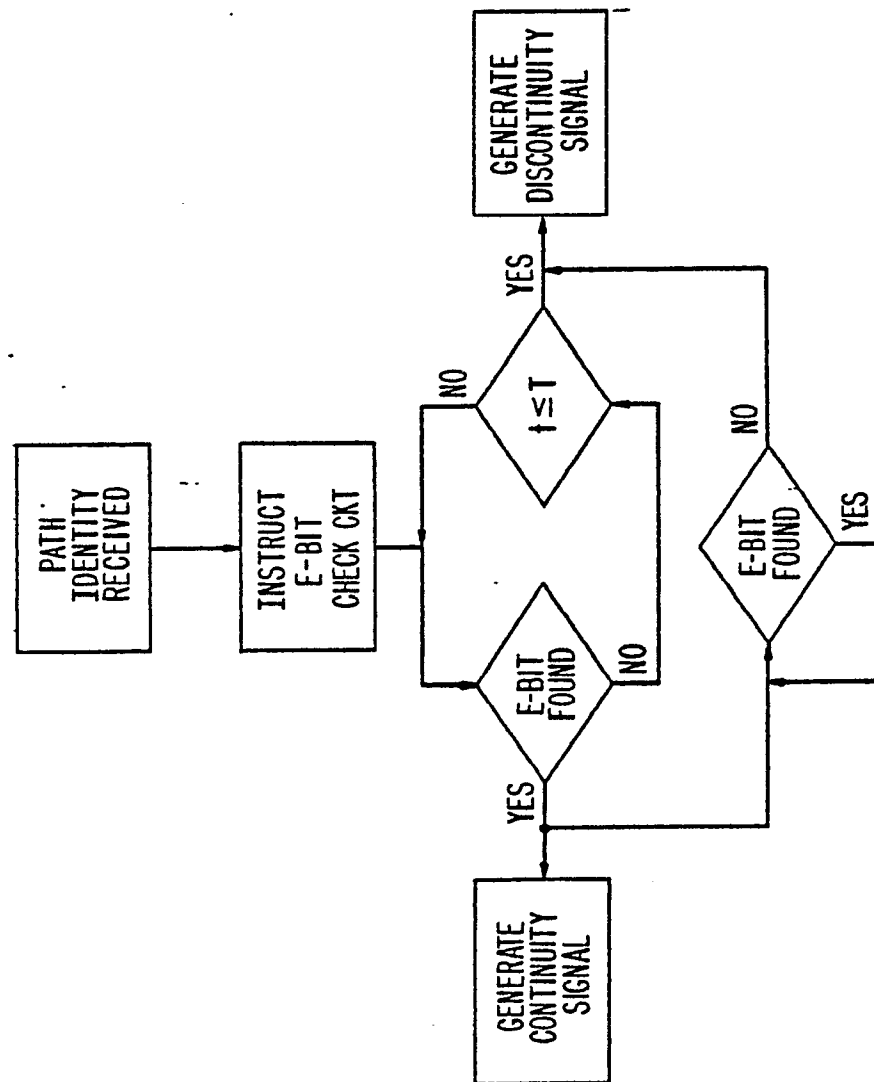 PATH
IDENTITY
RECEIVED
INSTRUCT
E-BIT
CHECK CKT
E-BIT
FOUND
YES
NO
GENERATE
CONTINUITY
SIGNAL
t≤T
NO
YES
GENERATE
DISCONTINUITY
SIGNAL
E-BIT
FOUND
NO
YES